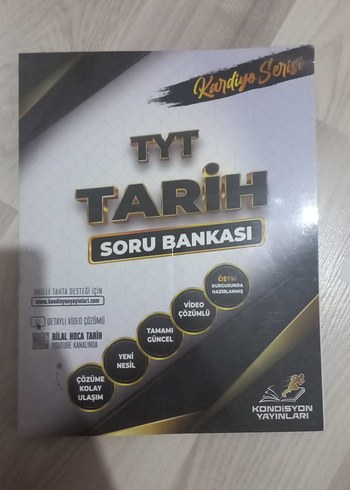 Kardiyo Serisi
TYT
TARİH
SORU BANKASI
AKILLI TAHTA DESTEĞİ İÇİN
www.kondisyonyayinlari.com
DETAYLI VİDEO ÇÖZÜMÜ
BİLAL HOCA TARİH
YOUTUBE KANALINDA
ÇÖZÜME
KOLAY
ULAŞIM
YENİ
NESİL
TAMAMI
GÜNCEL
VİDEO
ÇÖZÜMLÜ
ÖSYM
KURGUSUNDA
HAZIRLANMIŞ
KONDİSYON
YAYINLARI